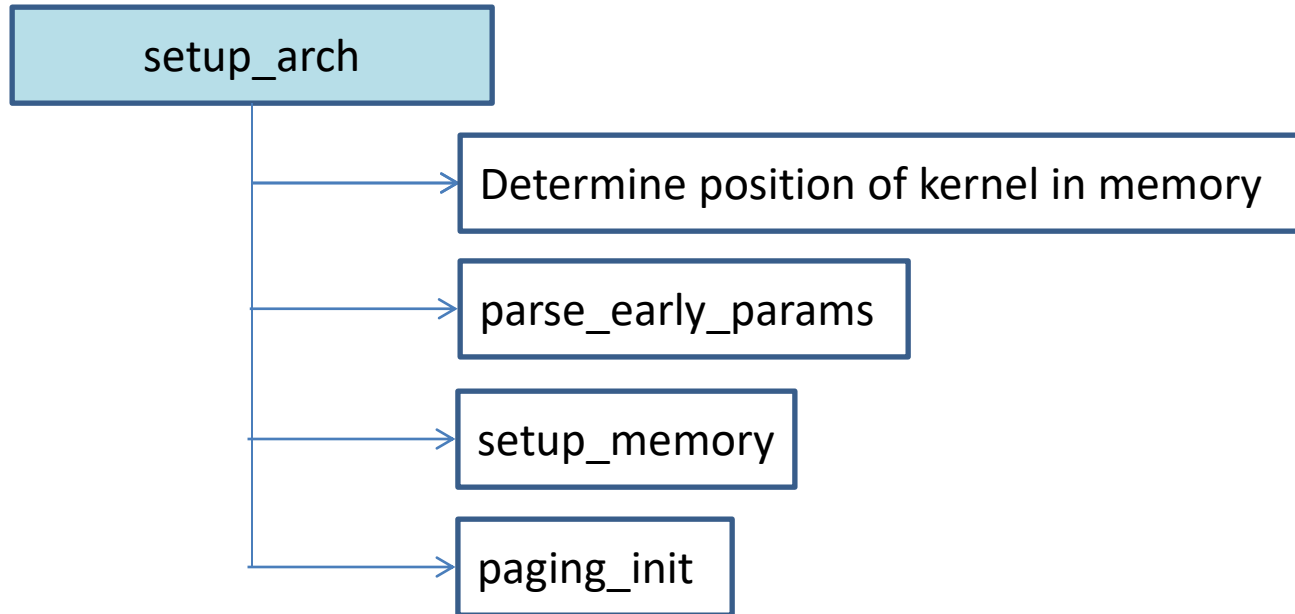 setup_arch
Determine position of kernel in memory
parse_early_params
setup_memory
paging_init